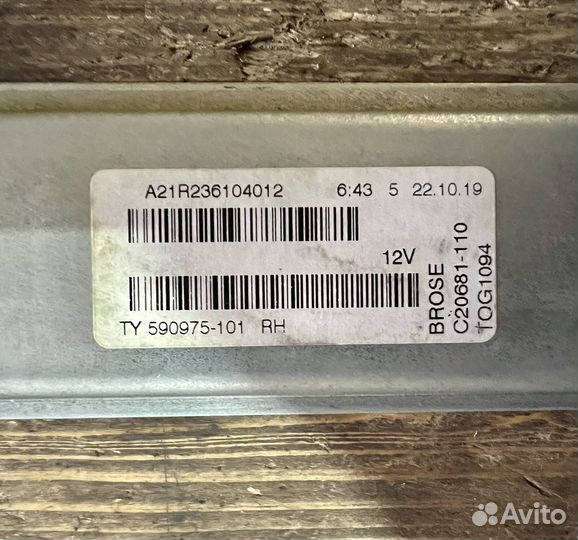 A21R236104012 6:43 5 22.10.19
12V
TY 590975-101 RH
BROSE
C20681-110
TOG1094
Avito